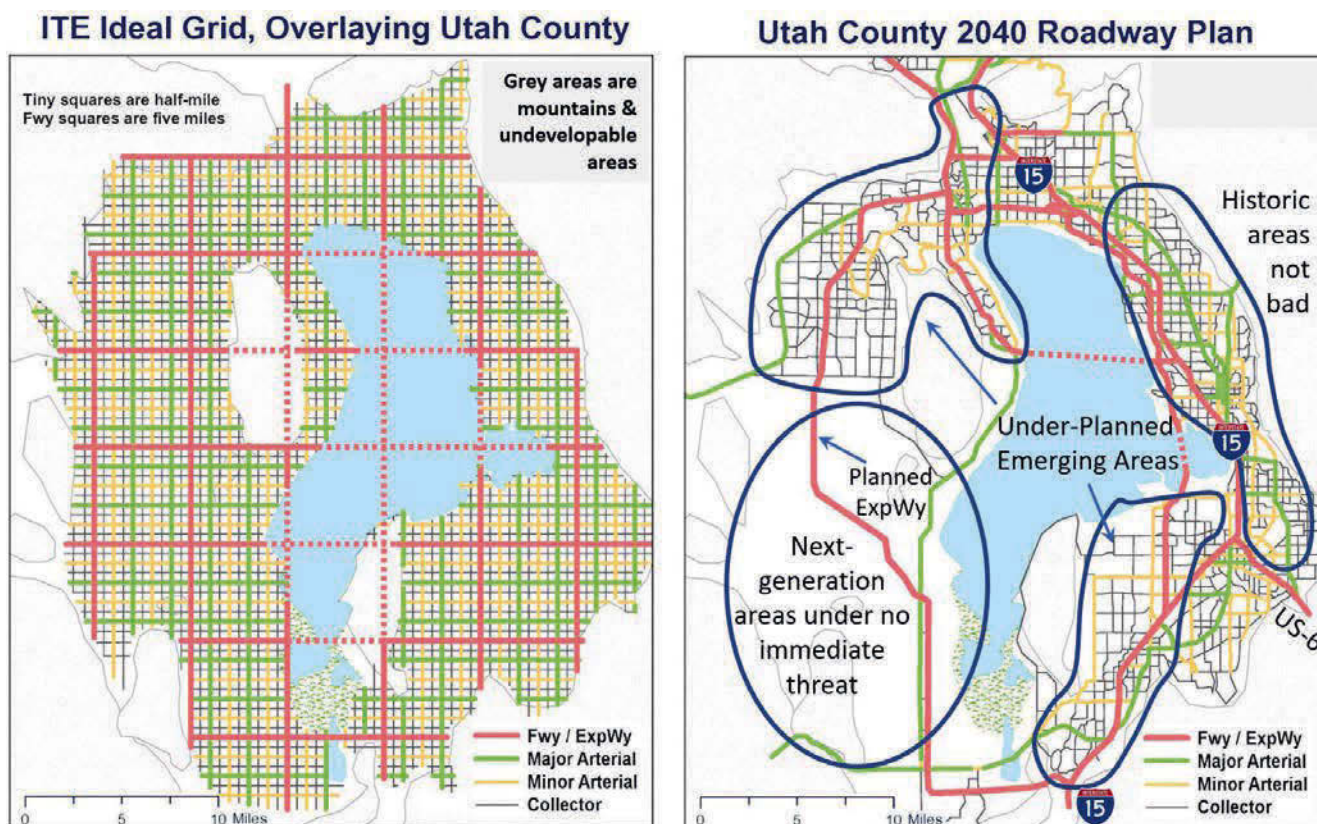 ITE Ideal Grid, Overlaying Utah County
Tiny squares are half-mile
Fwy squares are five miles
Grey areas are
mountains &
undevelopable
areas
Fwy / ExpWy
Major Arterial
Minor Arterial
Collector
0 5 10 Miles
Utah County 2040 Roadway Plan
INTERSTATE
15
Historic
areas
not
bad
Under-Planned
Emerging Areas
INTERSTATE
15
Planned
ExpWy
Next-
generation
areas under no
immediate
threat
US-6
Fwy / ExpWy
Major Arterial
Minor Arterial
Collector
INTERSTATE
15
0 5 10 Miles